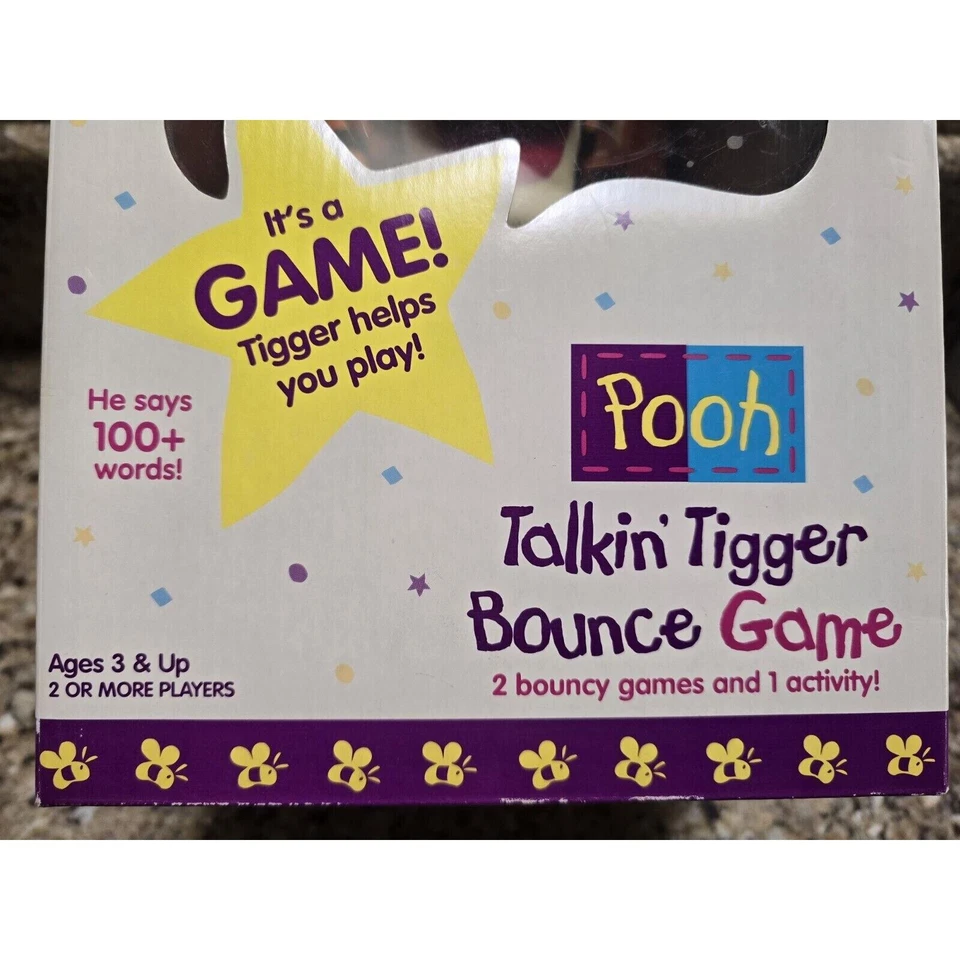 It's a
GAME!
Tigger helps
you play!
He says
100+
words!
Pooh
Talkin' Tigger
Bounce Game
2 bouncy games and 1 activity!
Ages 3 & Up
2 OR MORE PLAYERS